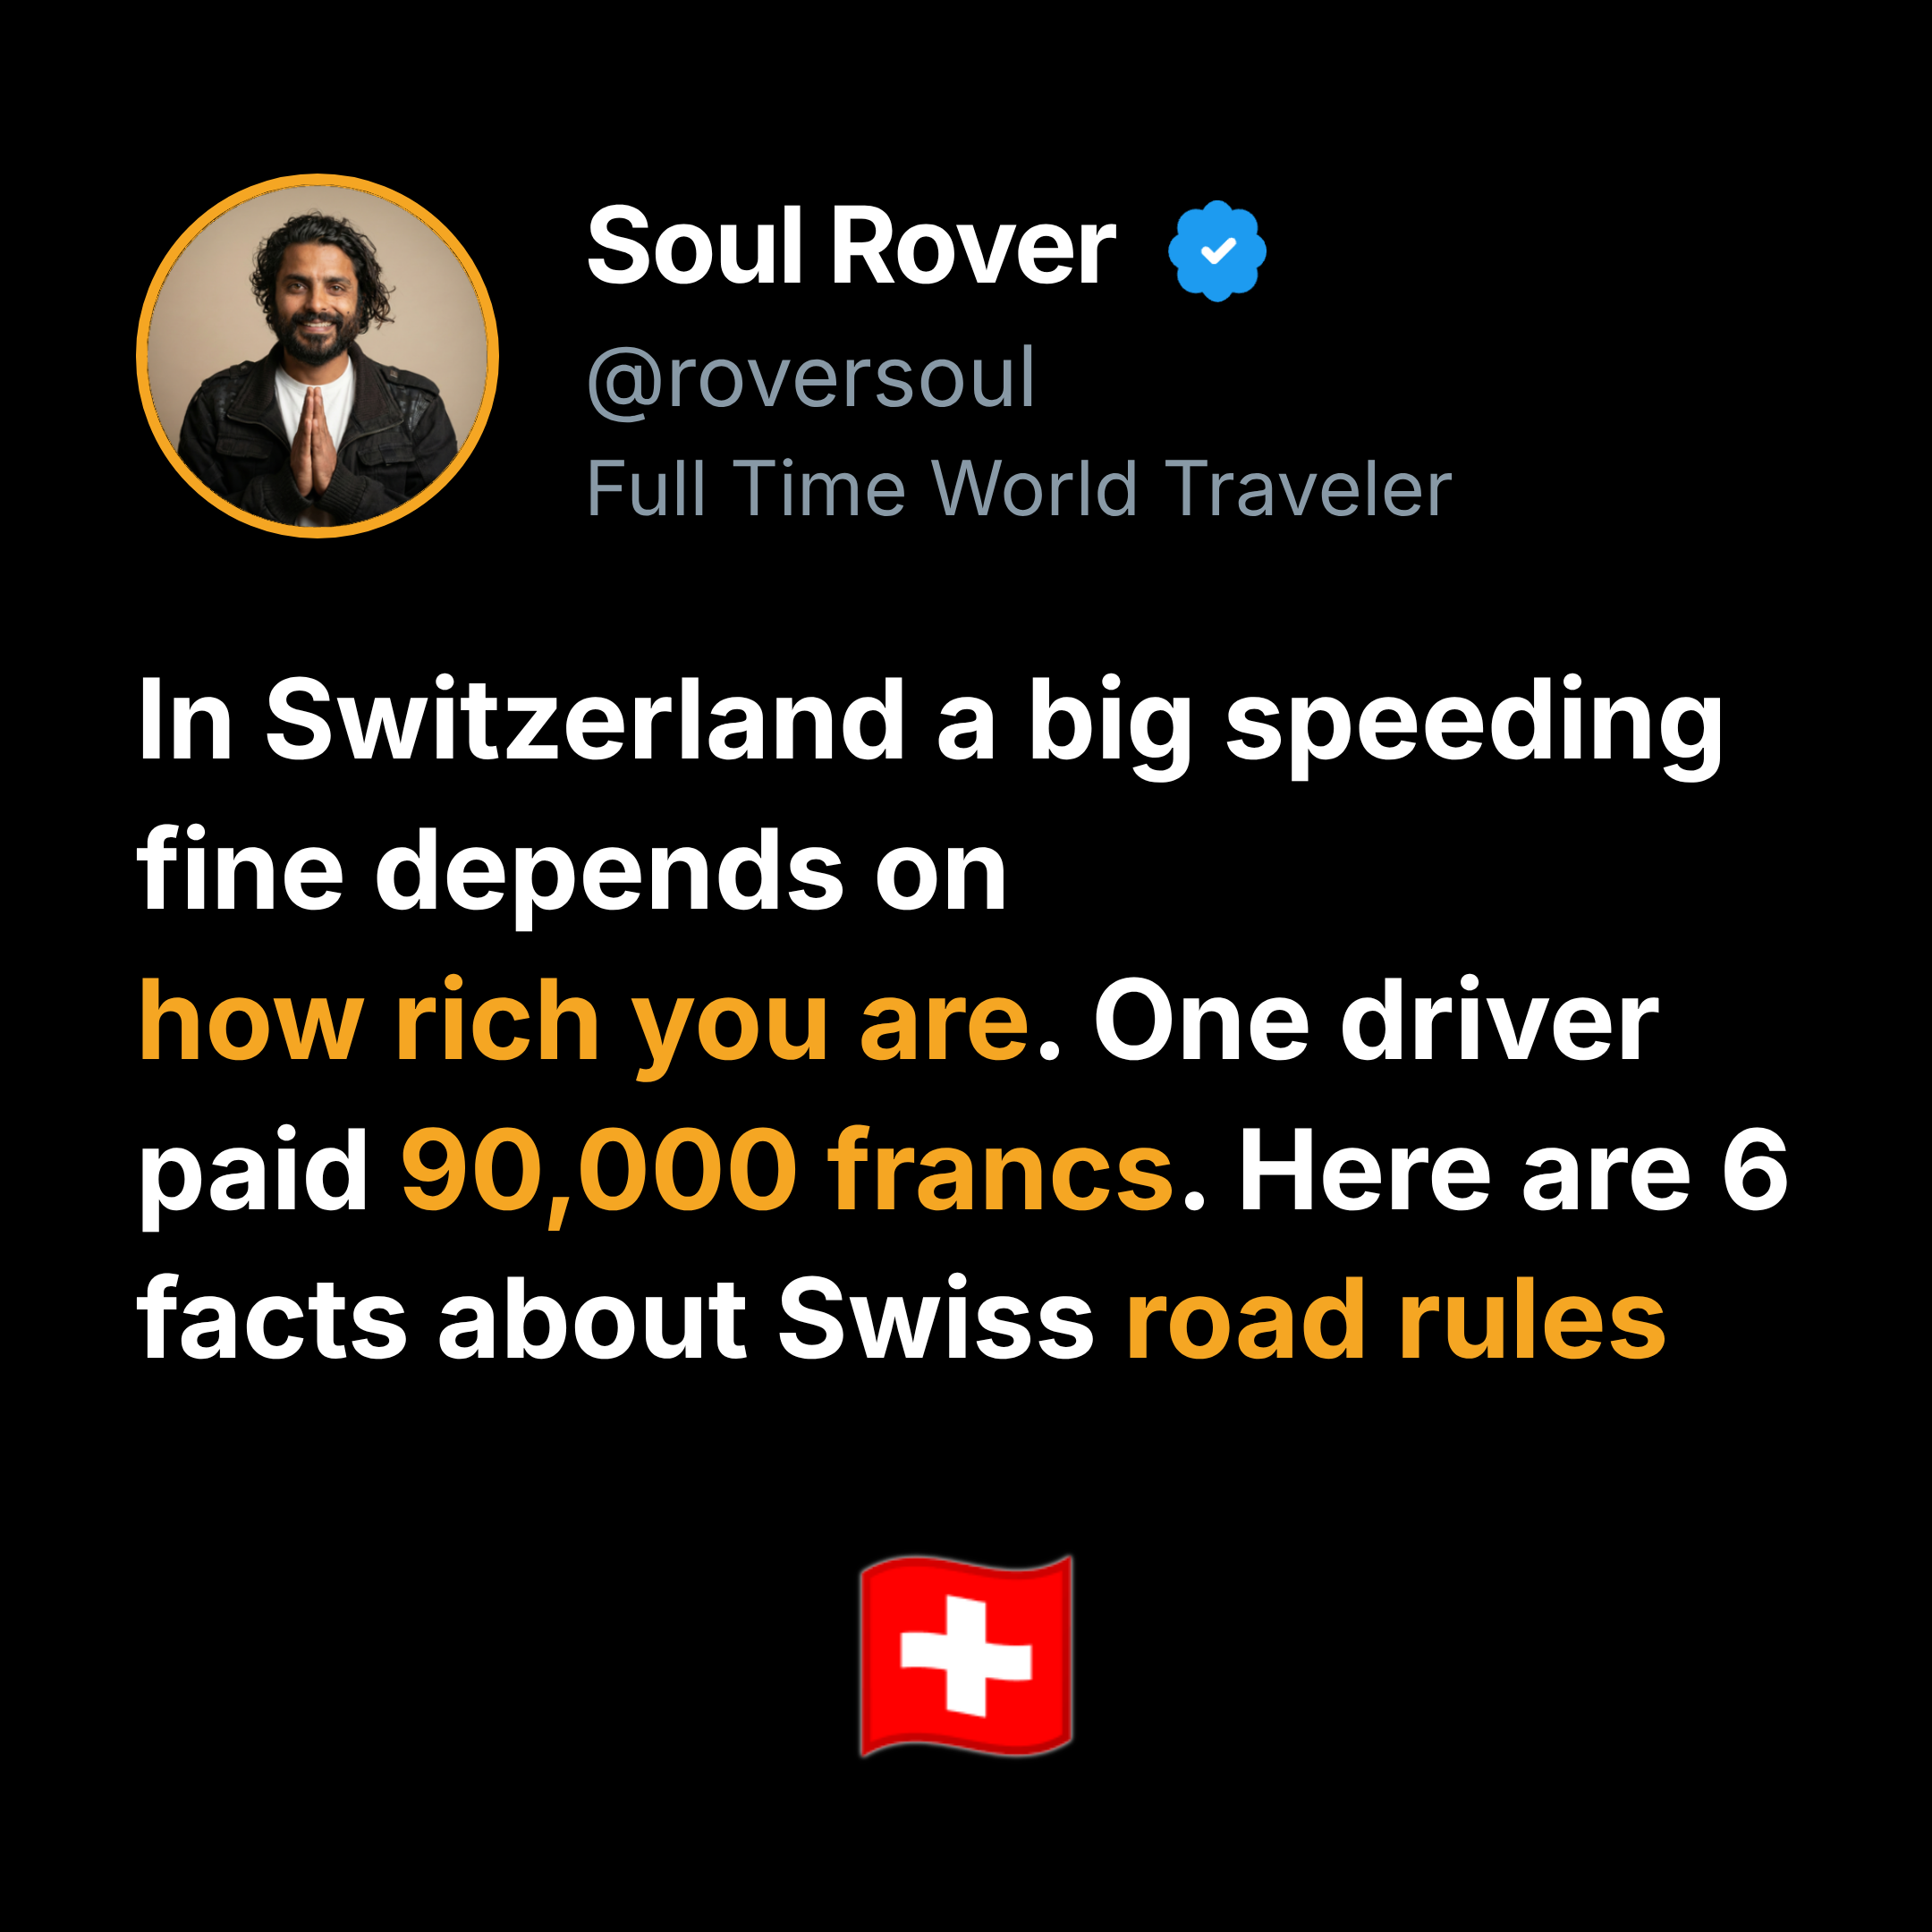 Soul Rover
@roversoul
Full Time World Traveler
In Switzerland a big speeding
fine depends on
how rich you are. One driver
paid 90,000 francs. Here are 6
facts about Swiss road rules